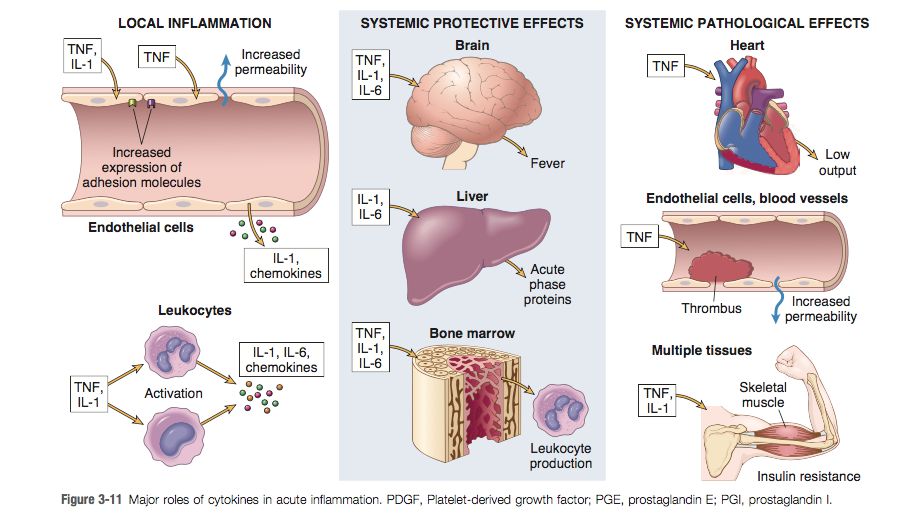 LOCAL INFLAMMATION
TNF,
IL-1
TNF
Increased
permeability
Increased
expression of
adhesion molecules
Endothelial cells
IL-1,
chemokines
Leukocytes
TNF,
IL-1
Activation
IL-1, IL-6,
chemokines
SYSTEMIC PROTECTIVE EFFECTS
Brain
TNF,
IL-1,
IL-6
Fever
Liver
IL-1,
IL-6
Acute
phase
proteins
Bone marrow
TNF,
IL-1,
IL-6
Leukocyte
production
SYSTEMIC PATHOLOGICAL EFFECTS
Heart
TNF
Low
output
Endothelial cells, blood vessels
TNF
Thrombus
Increased
permeability
Multiple tissues
TNF,
IL-1
Skeletal
muscle
Insulin resistance
Figure 3-11 Major roles of cytokines in acute inflammation. PDGF, Platelet-derived growth factor; PGE, prostaglandin E; PGI, prostaglandin I.